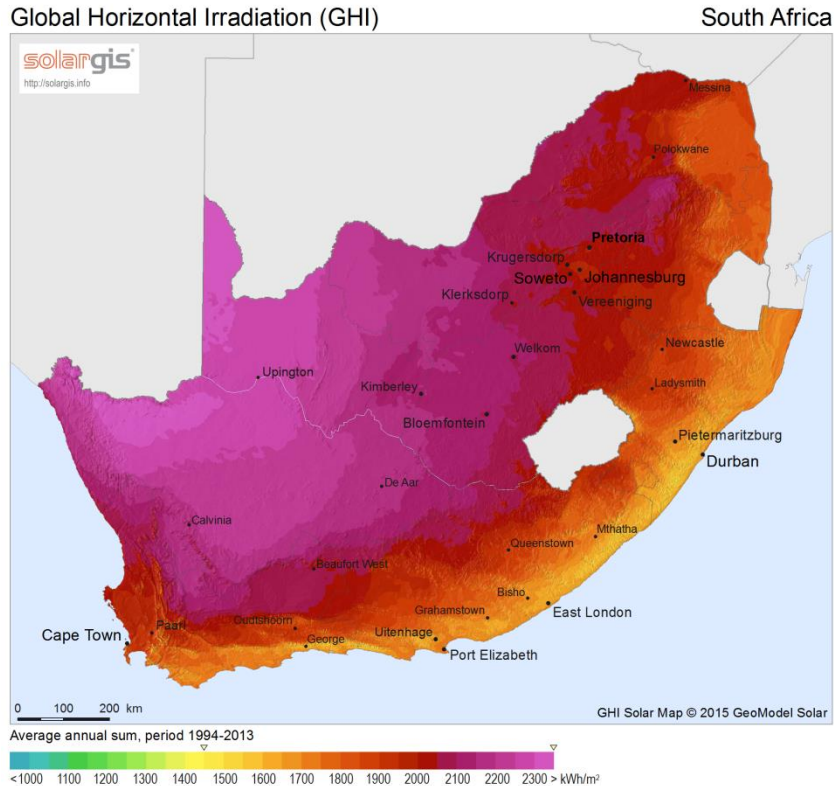 Global Horizontal Irradiation (GHI)
South Africa
solargis
http://solargis.info
Messina
Polokwane
Pretoria
Krugersdorp
Soweto
Johannesburg
Klerksdorp
Vereeniging
Newcastle
Welkom
Upington
Ladysmith
Kimberley
Bloemfontein
Pietermaritzburg
Durban
De Aar
Calvinia
Mthatha
Queenstown
Beaufort West
Bisho
East London
Grahamstown
Oudtshoorn
Paarl
Cape Town
Uitenhage
George
Port Elizabeth
0 100 200 km
GHI Solar Map © 2015 GeoModel Solar
Average annual sum, period 1994-2013
<1000 1100 1200 1300 1400 1500 1600 1700 1800 1900 2000 2100 2200 2300 > kWh/m²